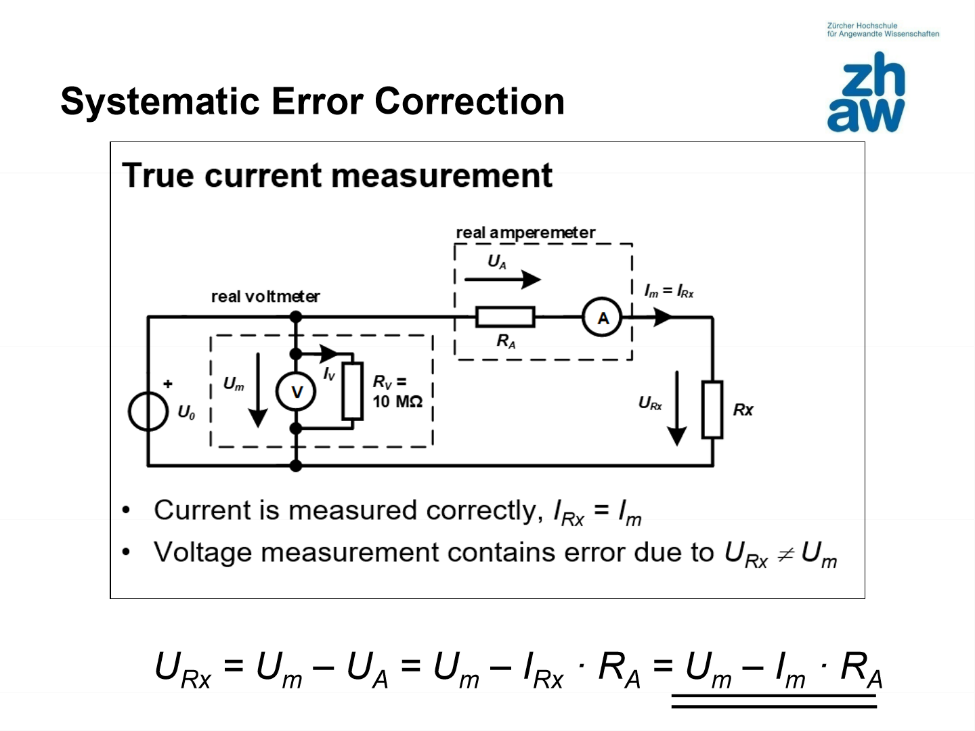 Zürcher Hochschule
für Angewandte Wissenschaften
zh
aw
Systematic Error Correction
True current measurement
real amperemeter
U_A
I_m = I_Rx
real voltmeter
A
R_A
+
U_0
U_m
V
I_V
R_V =
10 MΩ
U_Rx
Rx
• Current is measured correctly, I_Rx = I_m
• Voltage measurement contains error due to U_Rx ≠ U_m
U_Rx = U_m – U_A = U_m – I_Rx · R_A = U_m – I_m · R_A